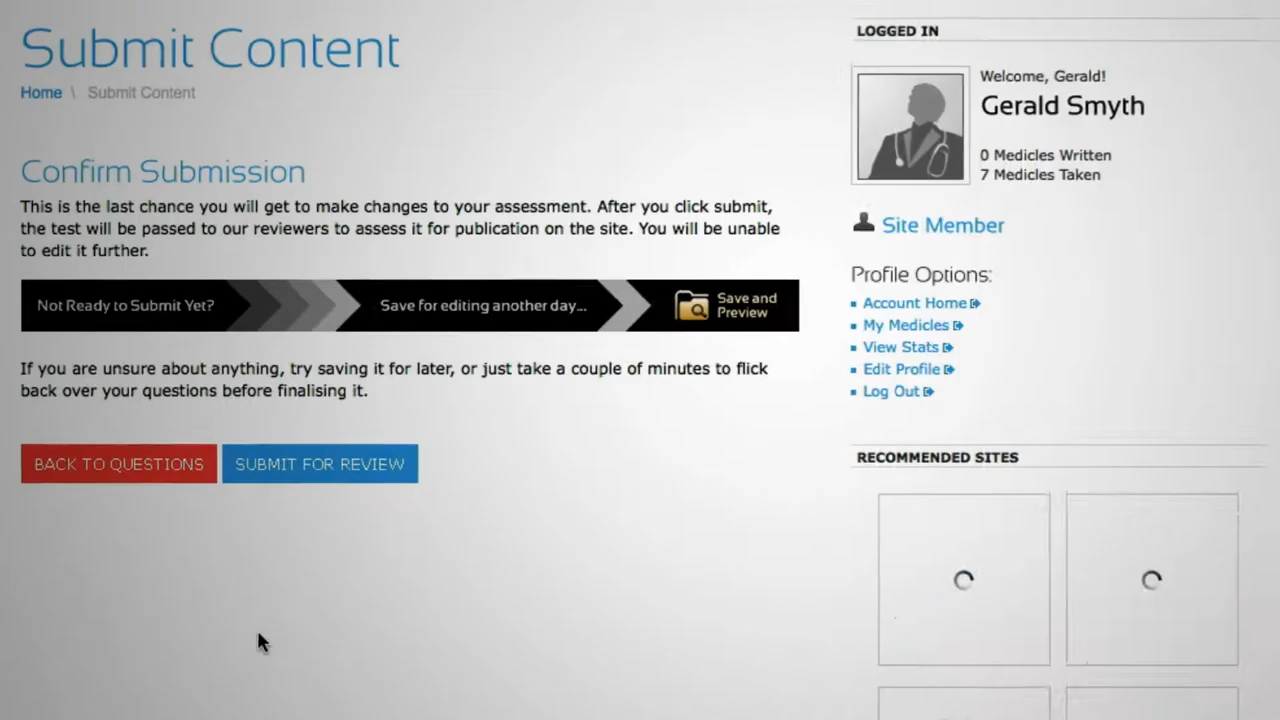 Submit Content
Home \ Submit Content
Confirm Submission
This is the last chance you will get to make changes to your assessment. After you click submit,
the test will be passed to our reviewers to assess it for publication on the site. You will be unable
to edit it further.
Not Ready to Submit Yet?
Save for editing another day...
Save and
Preview
If you are unsure about anything, try saving it for later, or just take a couple of minutes to flick
back over your questions before finalising it.
BACK TO QUESTIONS
SUBMIT FOR REVIEW
LOGGED IN
Welcome, Gerald!
Gerald Smyth
0 Medicles Written
7 Medicles Taken
Site Member
Profile Options:
Account Home
My Medicles
View Stats
Edit Profile
Log Out
RECOMMENDED SITES